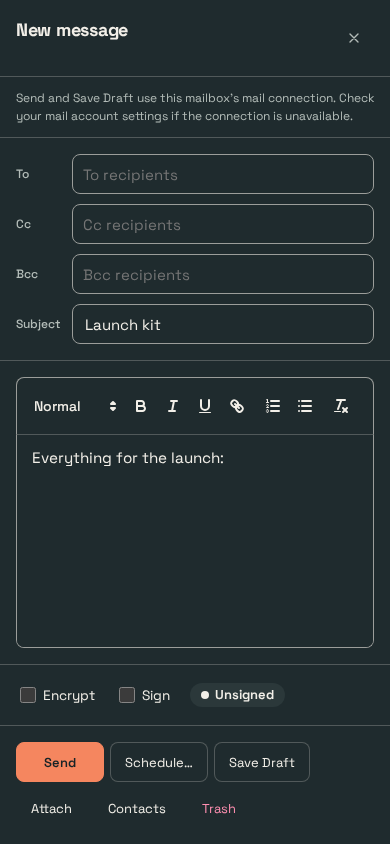 New message
Send and Save Draft use this mailbox's mail connection. Check
your mail account settings if the connection is unavailable.
To
To recipients
Cc
Cc recipients
Bcc
Bcc recipients
Subject
Launch kit
Normal
Everything for the launch:
Encrypt
Sign
Unsigned
Send
Schedule...
Save Draft
Attach
Contacts
Trash